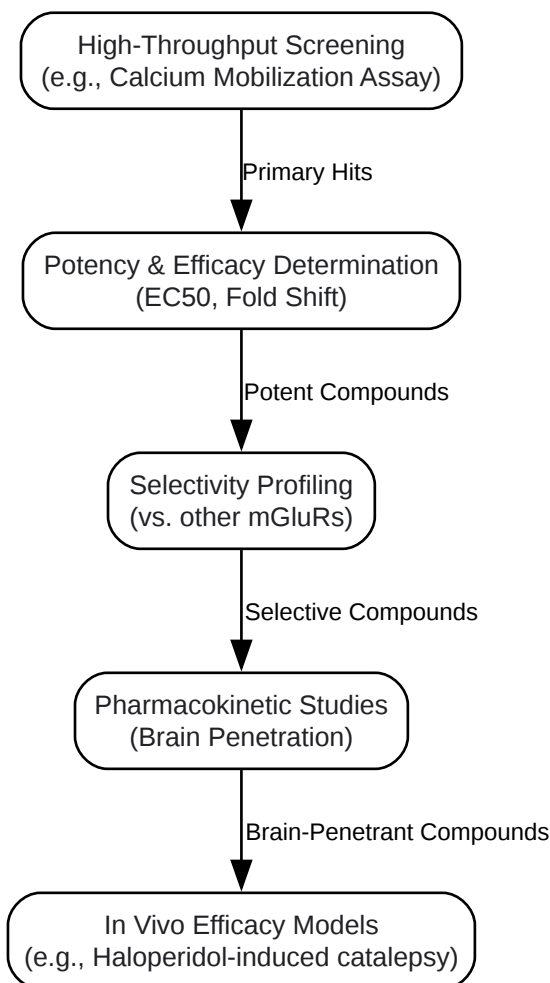 High-Throughput Screening
(e.g., Calcium Mobilization Assay)
Primary Hits
Potency & Efficacy Determination
(EC50, Fold Shift)
Potent Compounds
Selectivity Profiling
(vs. other mGluRs)
Selective Compounds
Pharmacokinetic Studies
(Brain Penetration)
Brain-Penetrant Compounds
In Vivo Efficacy Models
(e.g., Haloperidol-induced catalepsy)